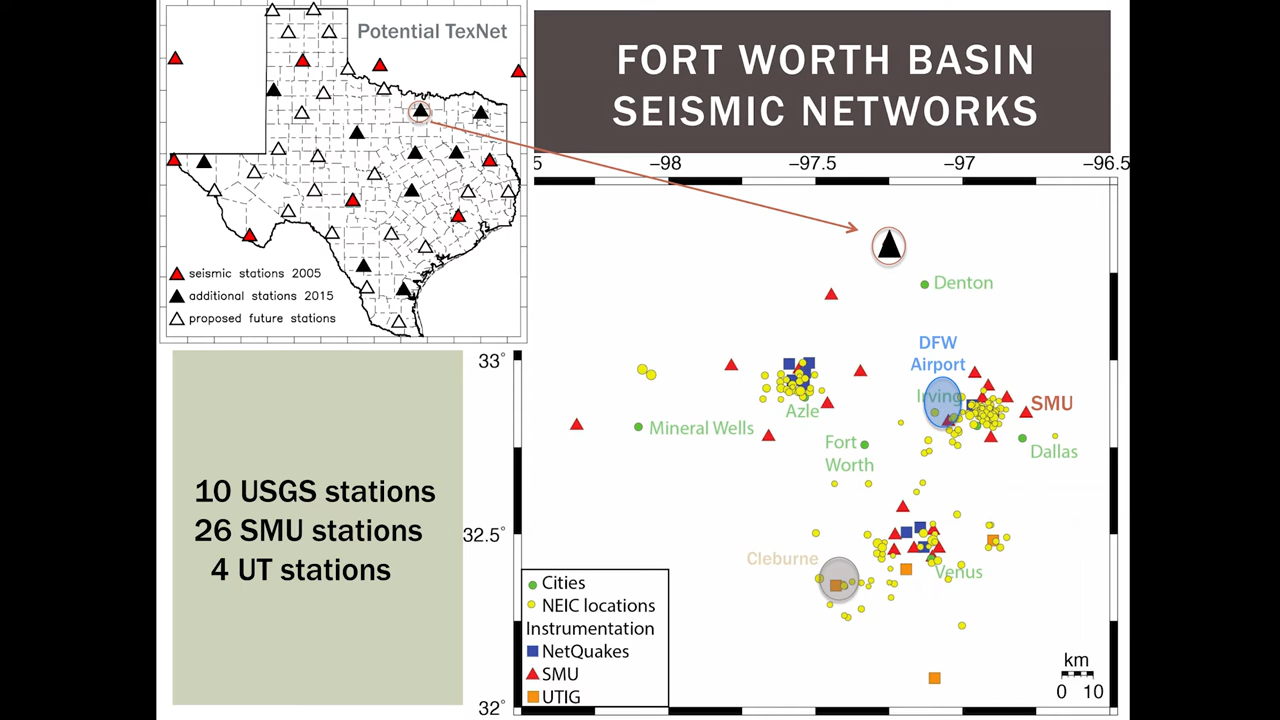 Potential TexNet
seismic stations 2005
additional stations 2015
proposed future stations
FORT WORTH BASIN
SEISMIC NETWORKS
10 USGS stations
26 SMU stations
4 UT stations
5 −98 −97.5 −97 −96.5
33°
32.5°
32°
Denton
DFW
Airport
Irving
SMU
Azle
Mineral Wells
Fort
Worth
Dallas
Cleburne
Venus
Cities
NEIC locations
Instrumentation
NetQuakes
SMU
UTIG
km
0 10